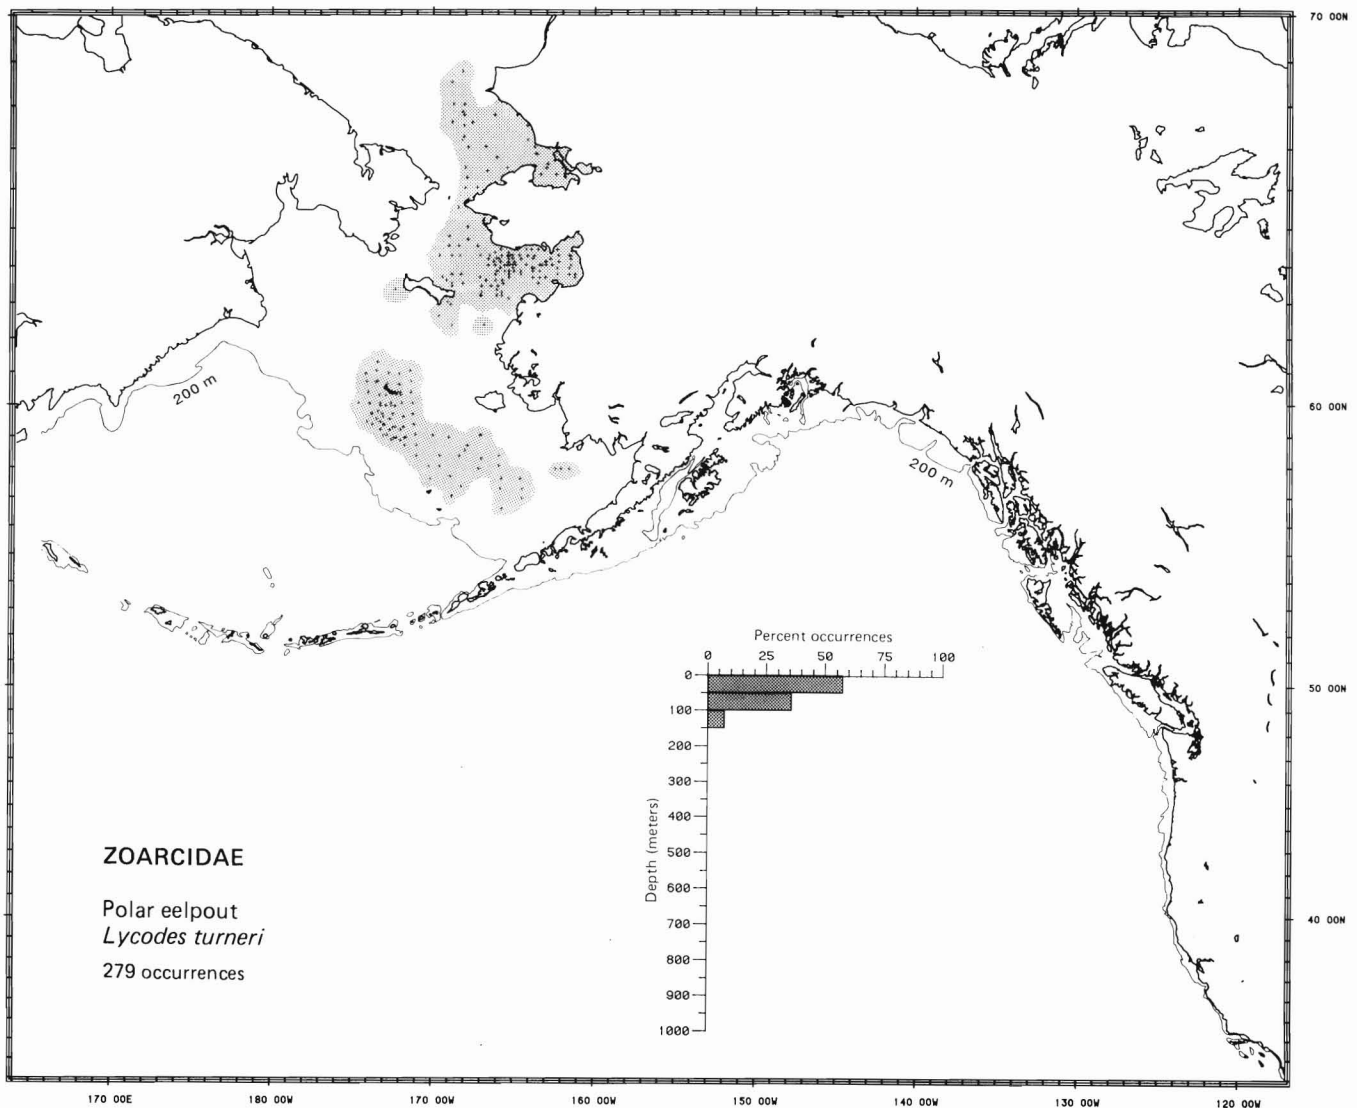 70 00N
200 m
60 00N
200 m
Percent occurrences
0 25 50 75 100
0
50 00N
100
200
300
400
Depth (meters)
500
600
700
800
900
1000
ZOARCIDAE
Polar eelpout
Lycodes turneri
279 occurrences
40 00N
170 00E 180 00W 170 00W 160 00W 150 00W 140 00W 130 00W 120 00W